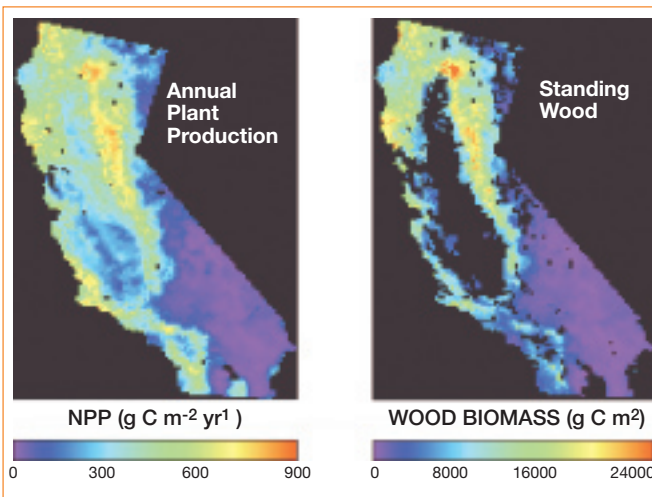 Annual
Plant
Production
Standing
Wood
NPP (g C m-2 yr1 )
0 300 600 900
WOOD BIOMASS (g C m2)
0 8000 16000 24000